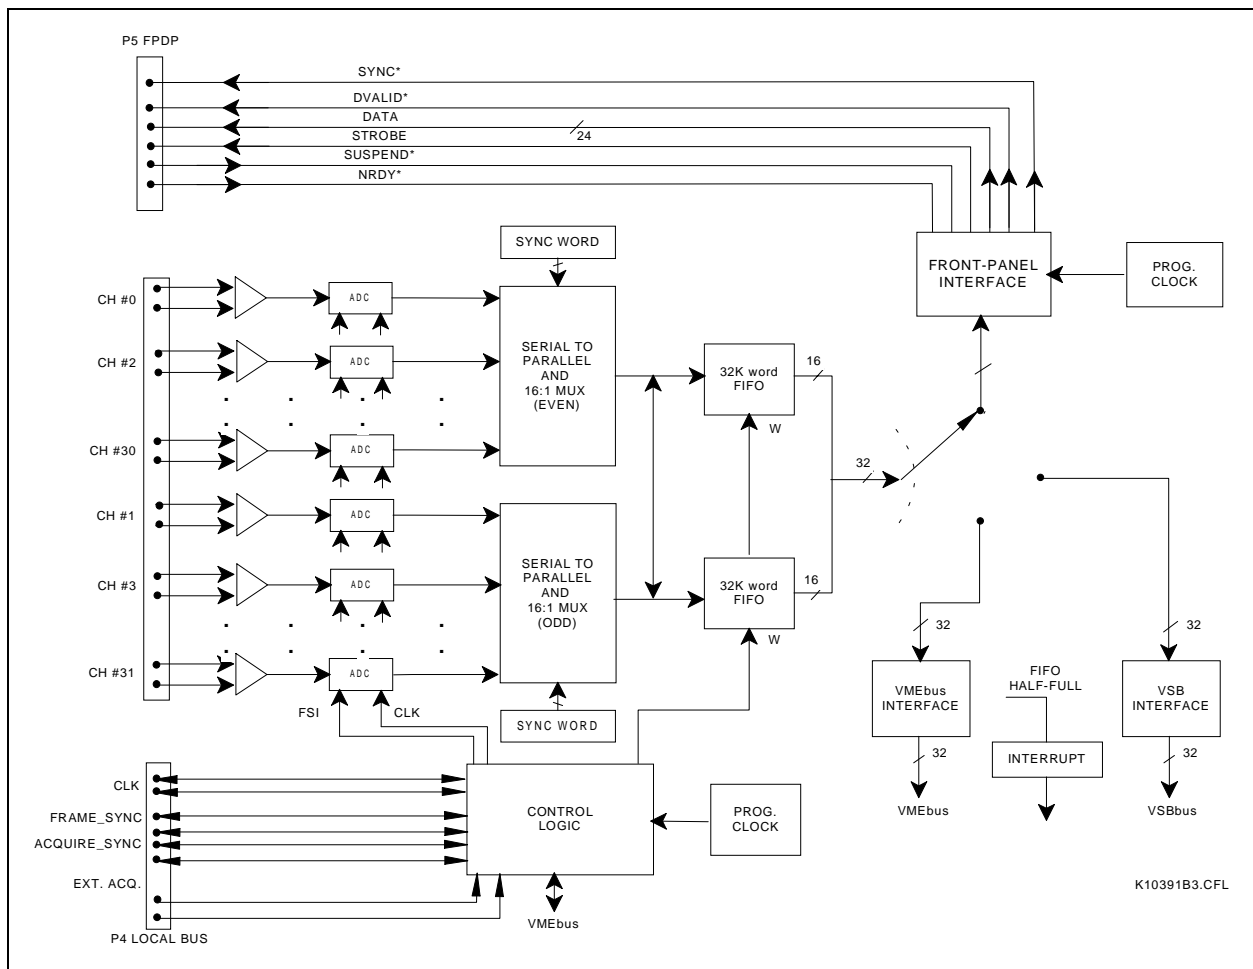 P5 FPDP
SYNC*
DVALID*
DATA
24
STROBE
SUSPEND*
NRDY*
SYNC WORD
FRONT-PANEL
INTERFACE
PROG.
CLOCK
CH #0
ADC
CH #2
ADC
SERIAL TO
PARALLEL
AND
16:1 MUX
(EVEN)
32K word
FIFO
16
W
CH #30
ADC
32
CH #1
ADC
CH #3
ADC
SERIAL TO
PARALLEL
AND
16:1 MUX
(ODD)
32K word
FIFO
16
W
CH #31
ADC
32
32
VMEbus
INTERFACE
FIFO
HALF-FULL
VSB
INTERFACE
FSI
CLK
SYNC WORD
32
INTERRUPT
32
VMEbus
VSBbus
CLK
FRAME_SYNC
ACQUIRE_SYNC
EXT. ACQ.
CONTROL
LOGIC
PROG.
CLOCK
VMEbus
P4 LOCAL BUS
K10391B3.CFL